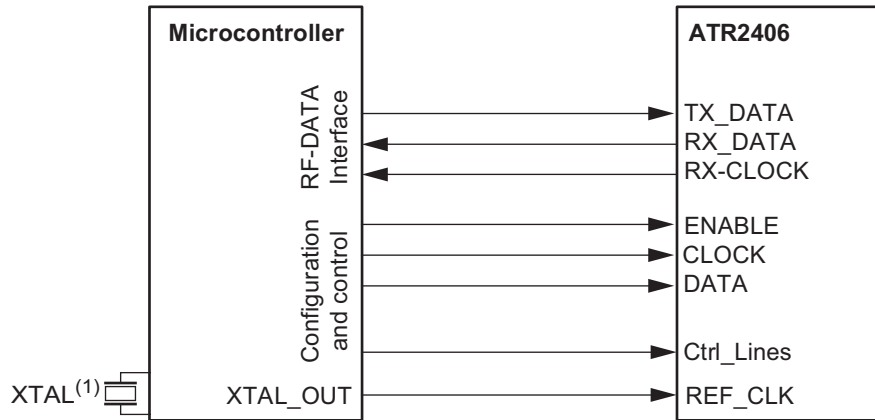 Microcontroller
RF-DATA
Interface
Configuration
and control
XTAL(1)
XTAL_OUT
ATR2406
TX_DATA
RX_DATA
RX-CLOCK
ENABLE
CLOCK
DATA
Ctrl_Lines
REF_CLK